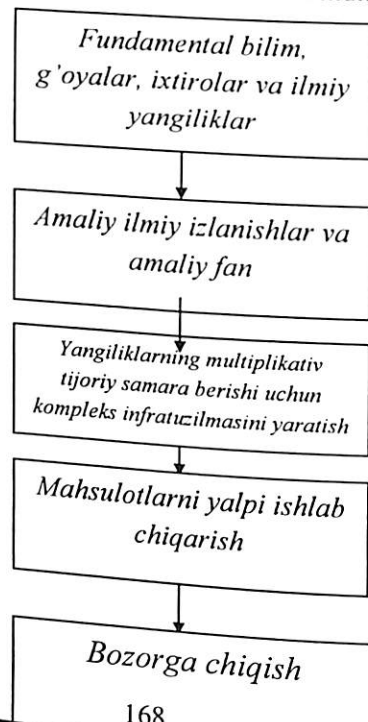 Fundamental bilim,
g'oyalar, ixtirolar va ilmiy
yangiliklar
Amaliy ilmiy izlanishlar va
amaliy fan
Yangiliklarning multiplikativ
tijoriy samara berishi uchun
kompleks infratuzilmasini yaratish
Mahsulotlarni yalpi ishlab
chiqarish
Bozorga chiqish
168